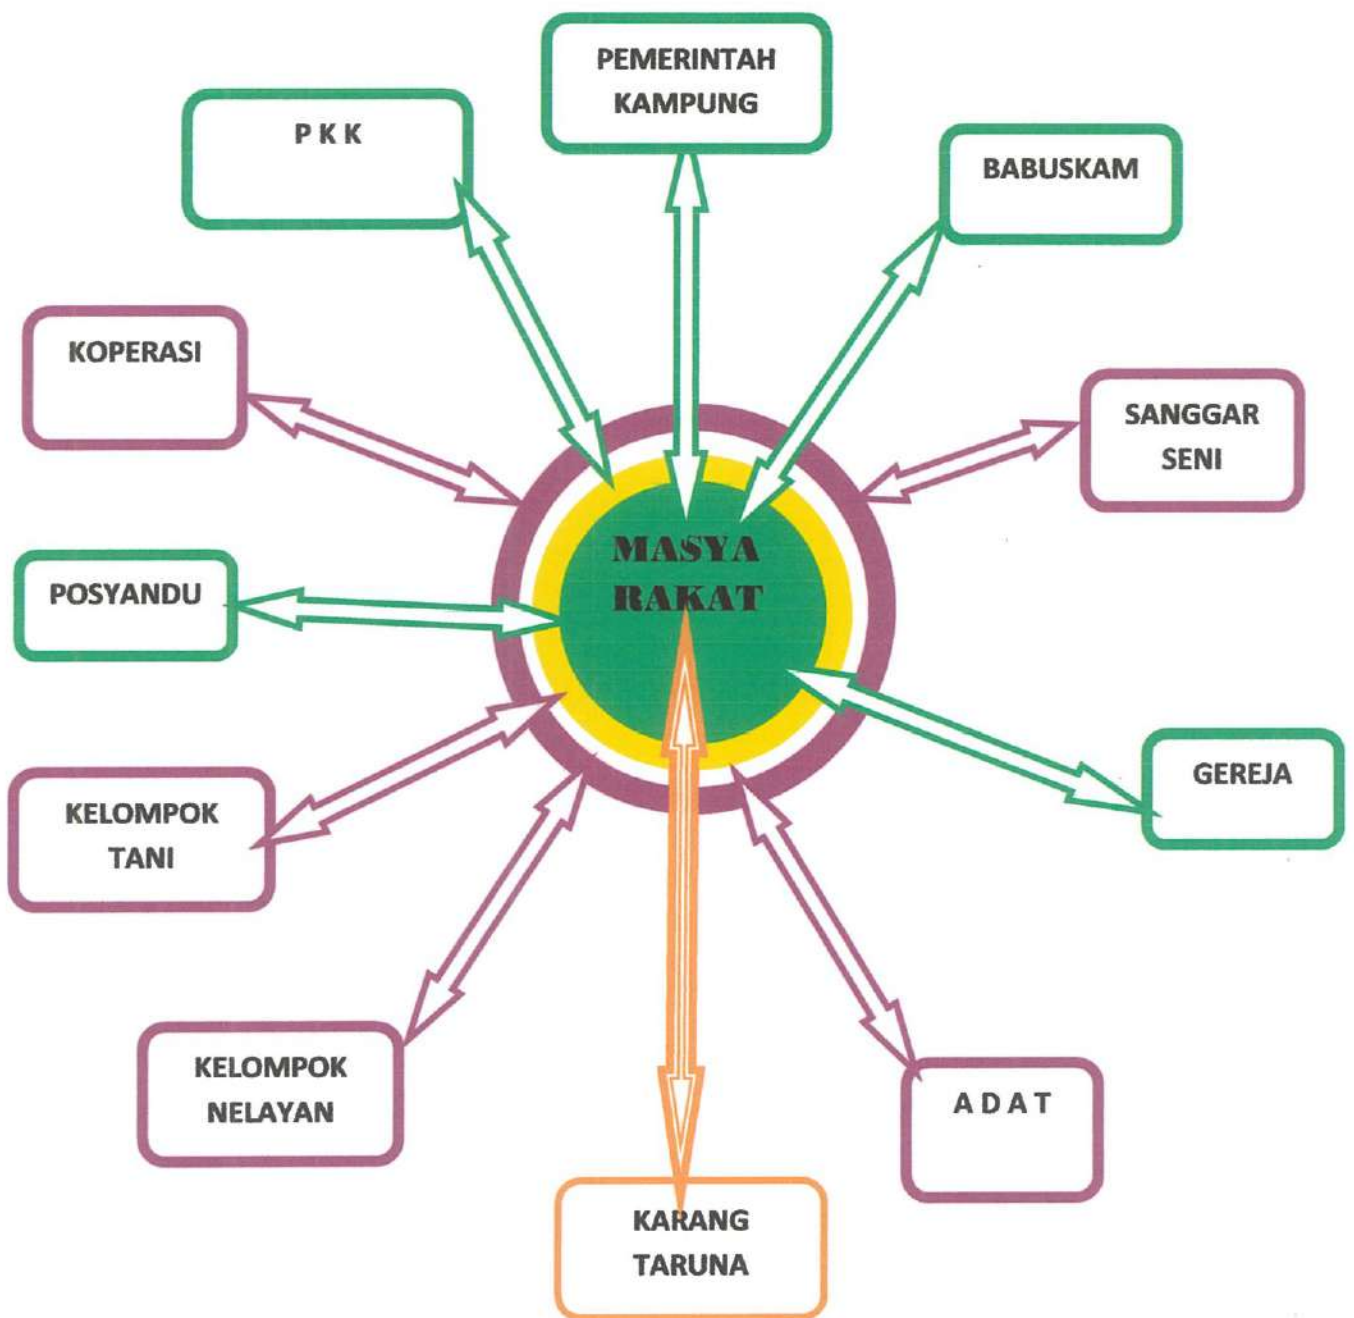 PEMERINTAH
KAMPUNG
P K K
BABUSKAM
KOPERASI
SANGGAR
SENI
MASYA
RAKAT
POSYANDU
GEREJA
KELOMPOK
TANI
KELOMPOK
NELAYAN
A D A T
KARANG
TARUNA